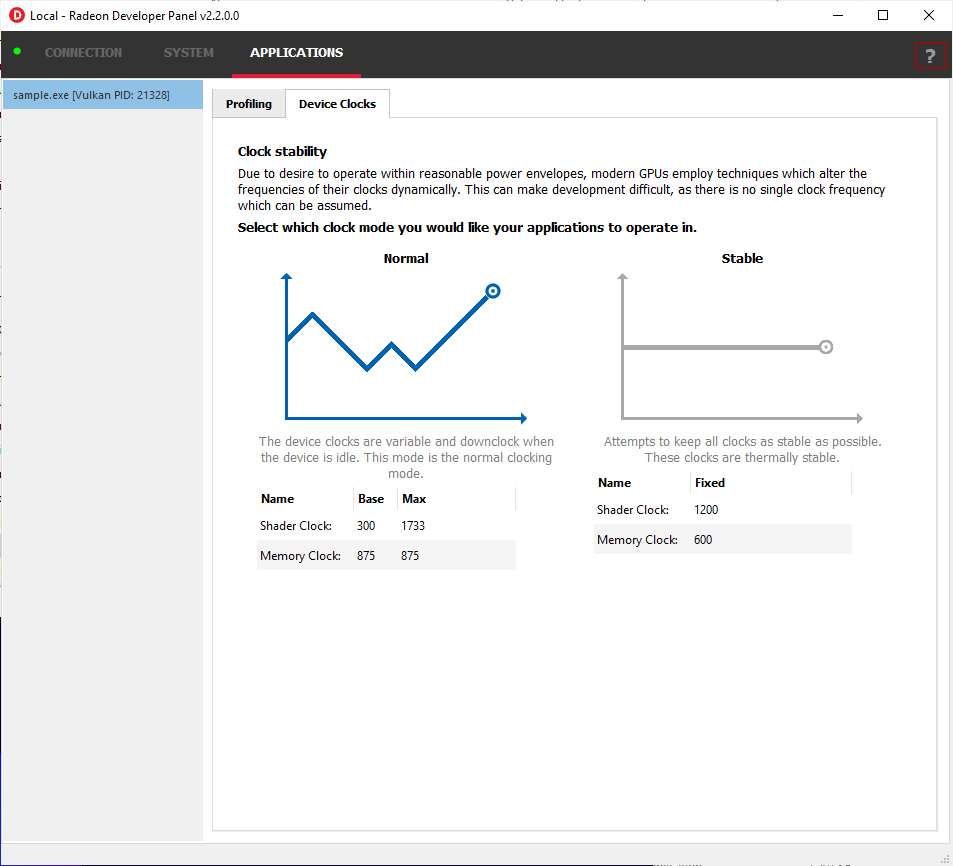 Local - Radeon Developer Panel v2.2.0.0
CONNECTION SYSTEM APPLICATIONS ?
sample.exe [Vulkan PID: 21328]
Profiling Device Clocks
Clock stability
Due to desire to operate within reasonable power envelopes, modern GPUs employ techniques which alter the
frequencies of their clocks dynamically. This can make development difficult, as there is no single clock frequency
which can be assumed.
Select which clock mode you would like your applications to operate in.
Normal
The device clocks are variable and downclock when
the device is idle. This mode is the normal clocking
mode.
Name Base Max
Shader Clock: 300 1733
Memory Clock: 875 875
Stable
Attempts to keep all clocks as stable as possible.
These clocks are thermally stable.
Name Fixed
Shader Clock: 1200
Memory Clock: 600